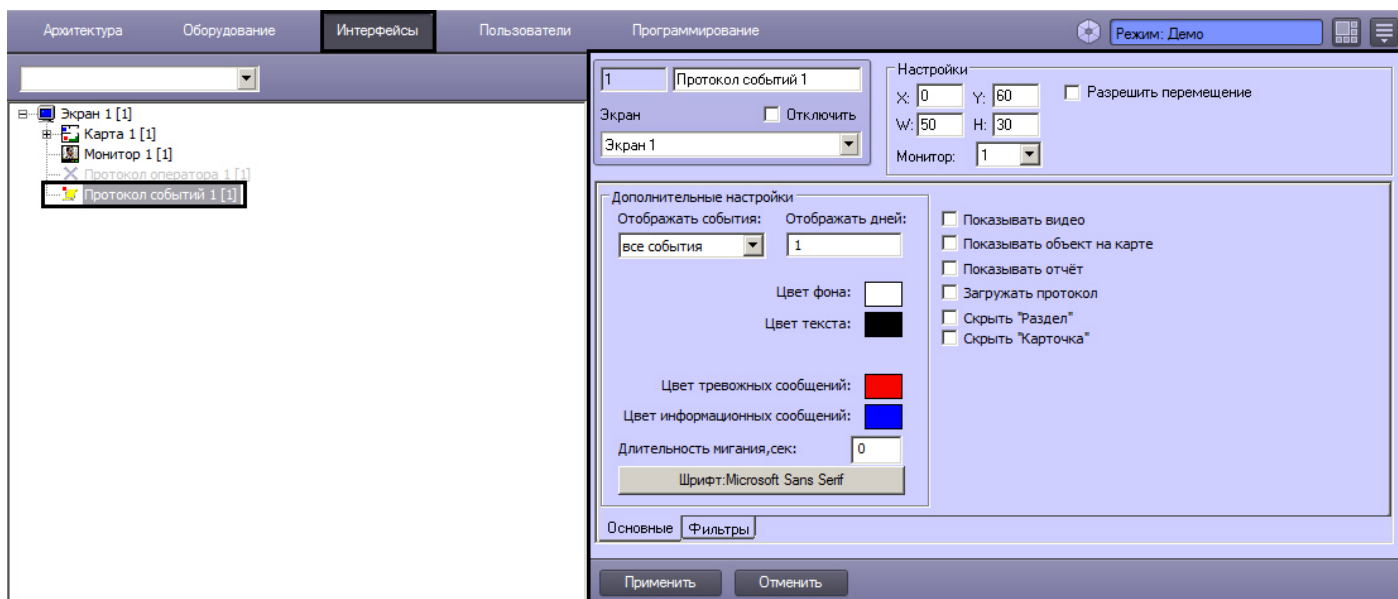 Архитектура Оборудование Интерфейсы Пользователи Программирование Режим: Демо
Экран 1 [1]
Карта 1 [1]
Монитор 1 [1]
Протокол оператора 1 [1]
Протокол событий 1 [1]
1 Протокол событий 1
Экран Отключить
Экран 1
Настройки
X: 0 Y: 60 Разрешить перемещение
W: 50 H: 30
Монитор: 1
Дополнительные настройки
Отображать события: Отображать дней:
все события 1
Цвет фона:
Цвет текста:
Цвет тревожных сообщений:
Цвет информационных сообщений:
Длительность мигания,сек: 0
Шрифт:Microsoft Sans Serif
Показывать видео
Показывать объект на карте
Показывать отчёт
Загружать протокол
Скрыть "Раздел"
Скрыть "Карточка"
Основные Фильтры
Применить Отменить